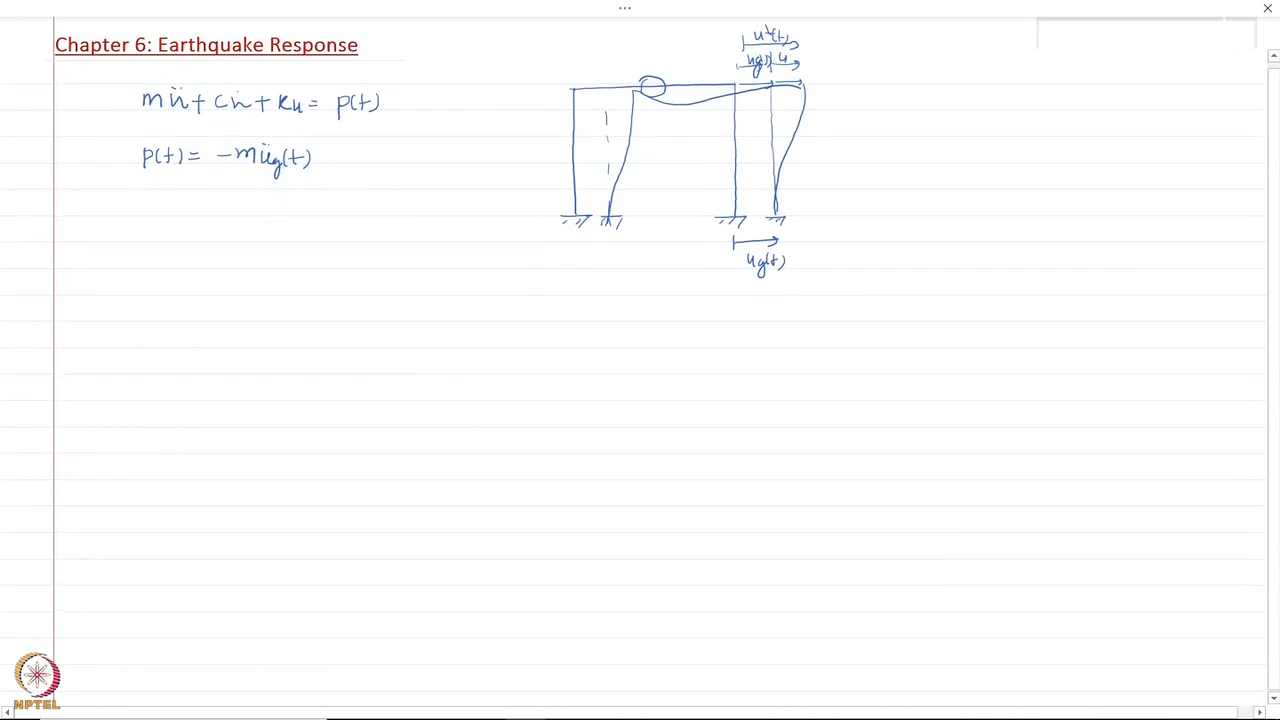 Chapter 6: Earthquake Response
mü + cu̇ + ku = p(t)
p(t) = -müg(t)
uᵗ(t)
ug(t) u
ug(t)
NPTEL